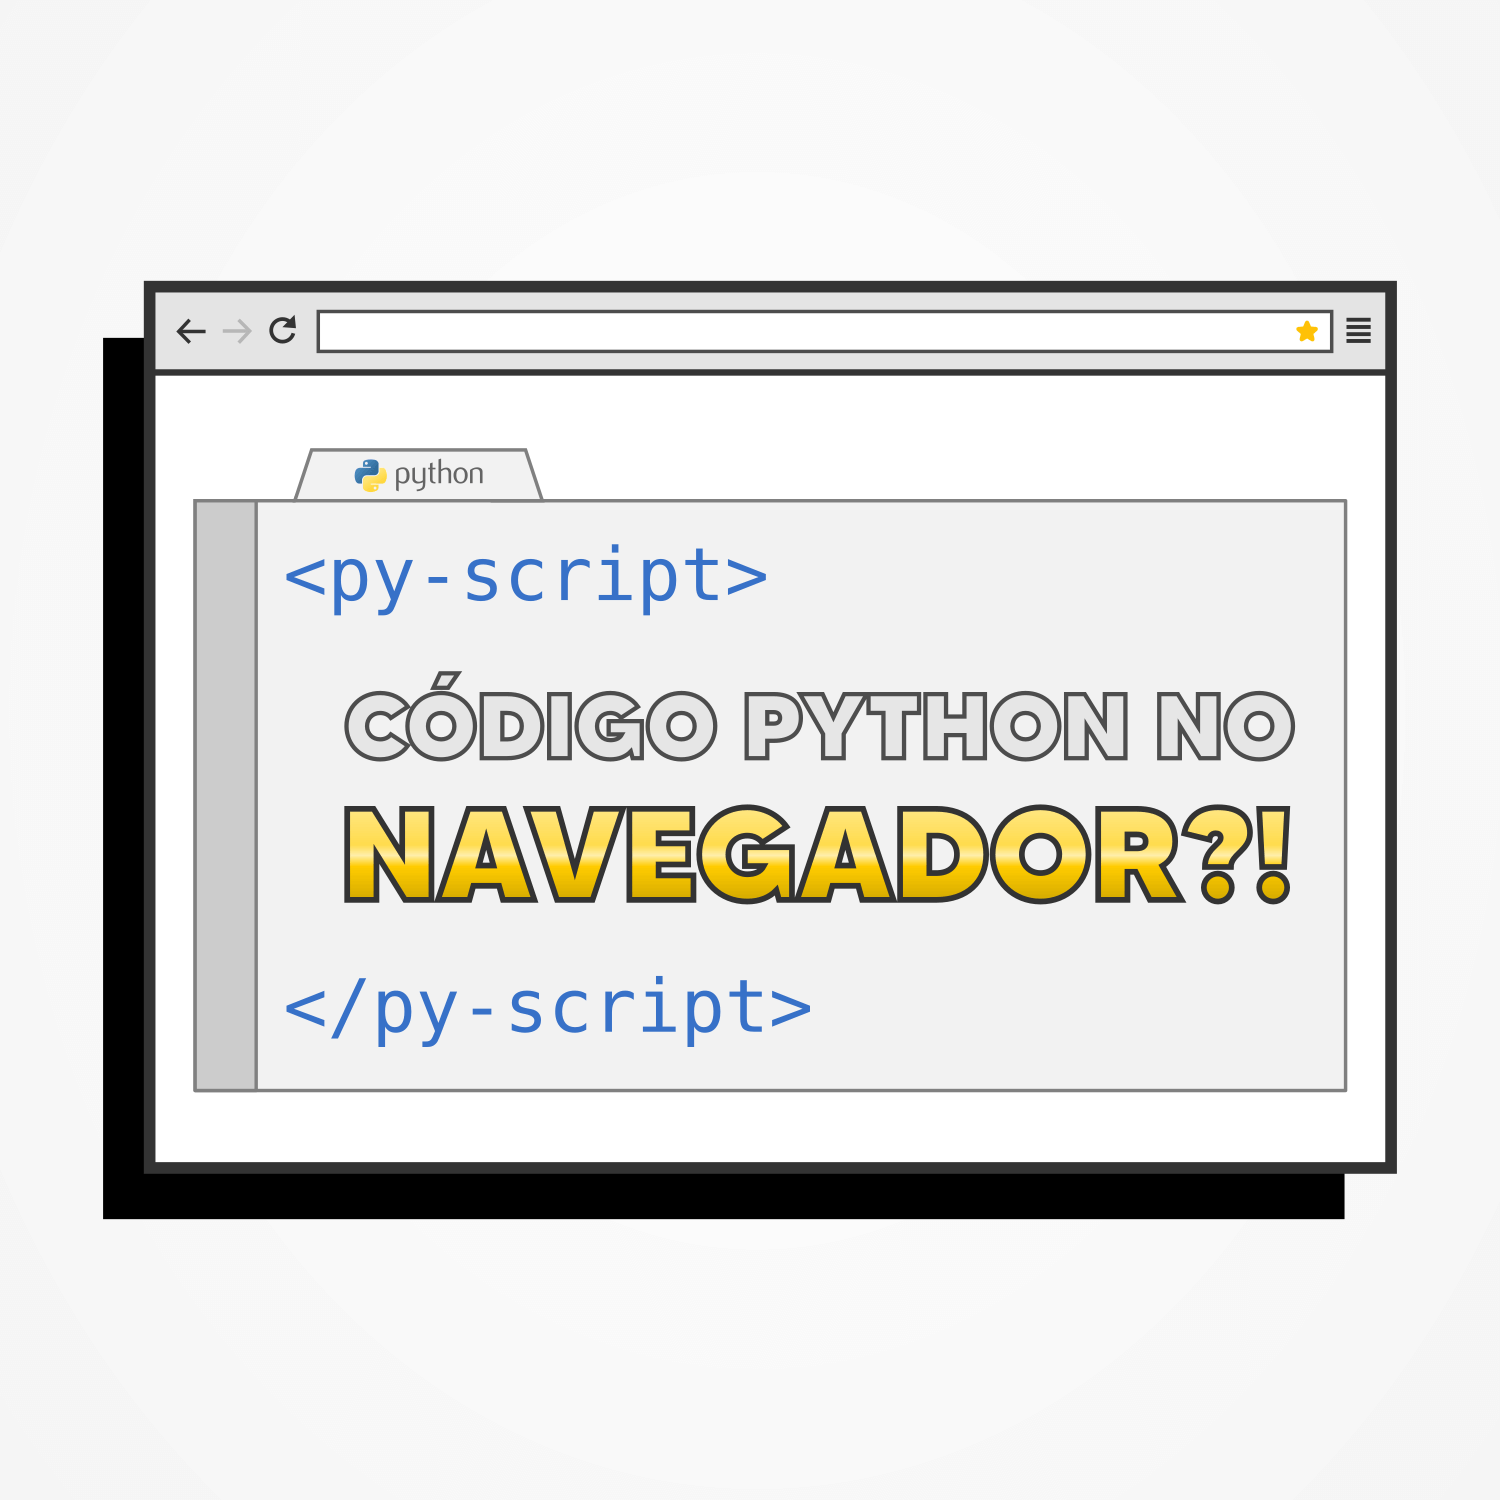 python
<py-script>
CÓDIGO PYTHON NO
NAVEGADOR?!
</py-script>